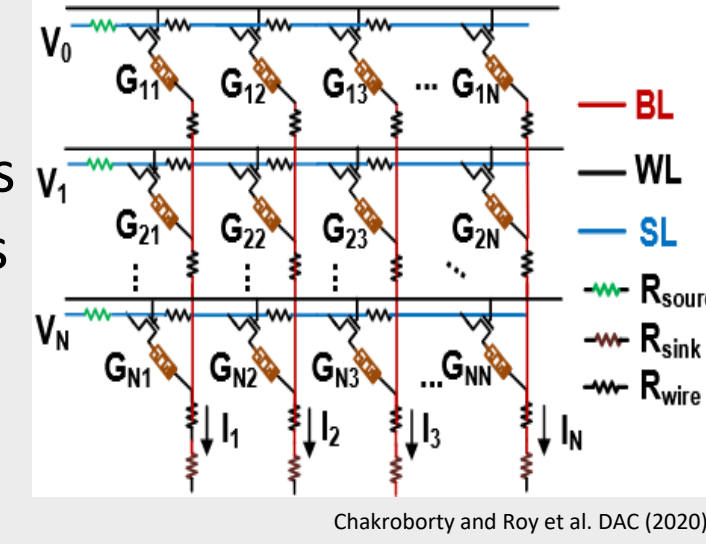 V0
G11 G12 G13 ... G1N
BL
WL
s V1
G21 G22 G23 G2N
SL
s
VN
Rsour
GN1 GN2 GN3 ...GNN
Rsink
Rwire
I1 I2 I3 IN
Chakroborty and Roy et al. DAC (2020)